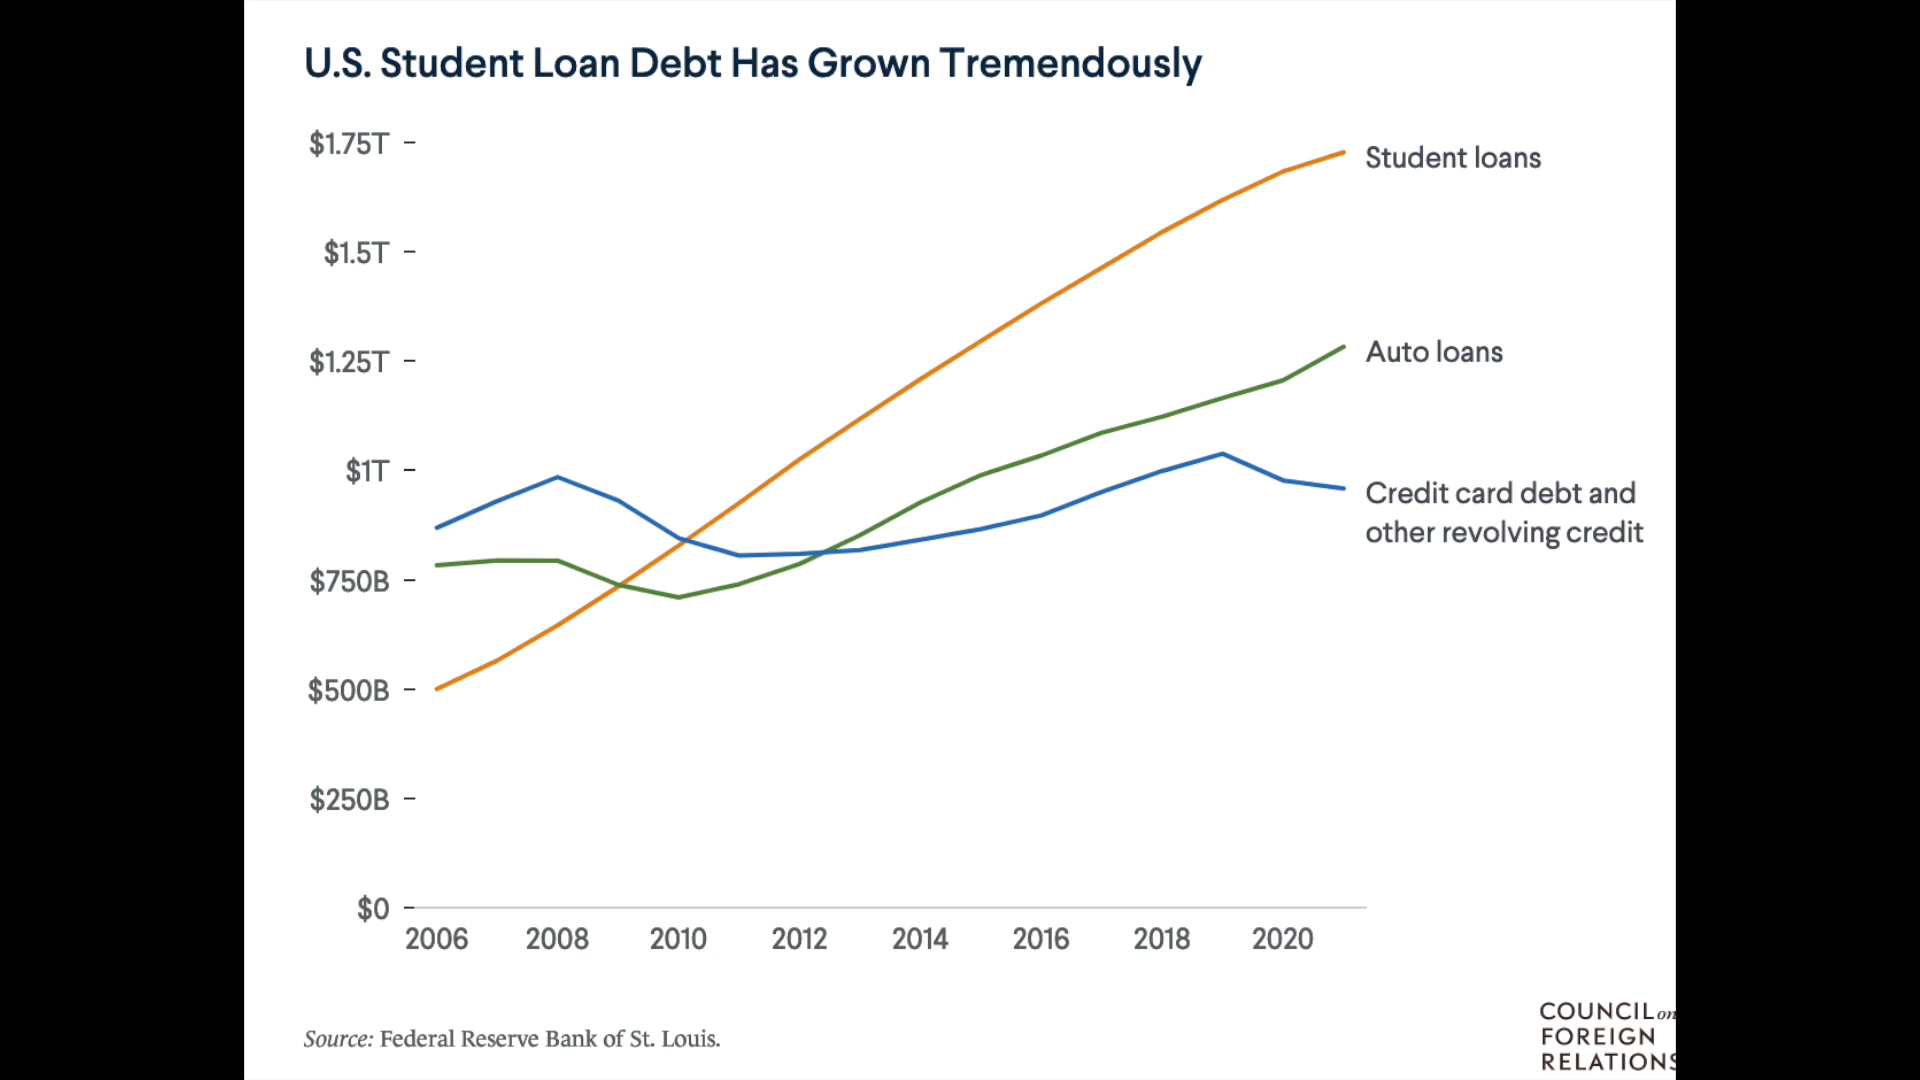 U.S. Student Loan Debt Has Grown Tremendously
$1.75T
$1.5T
$1.25T
$1T
$750B
$500B
$250B
$0
Student loans
Auto loans
Credit card debt and
other revolving credit
2006 2008 2010 2012 2014 2016 2018 2020
Source: Federal Reserve Bank of St. Louis.
COUNCIL on
FOREIGN
RELATIONS